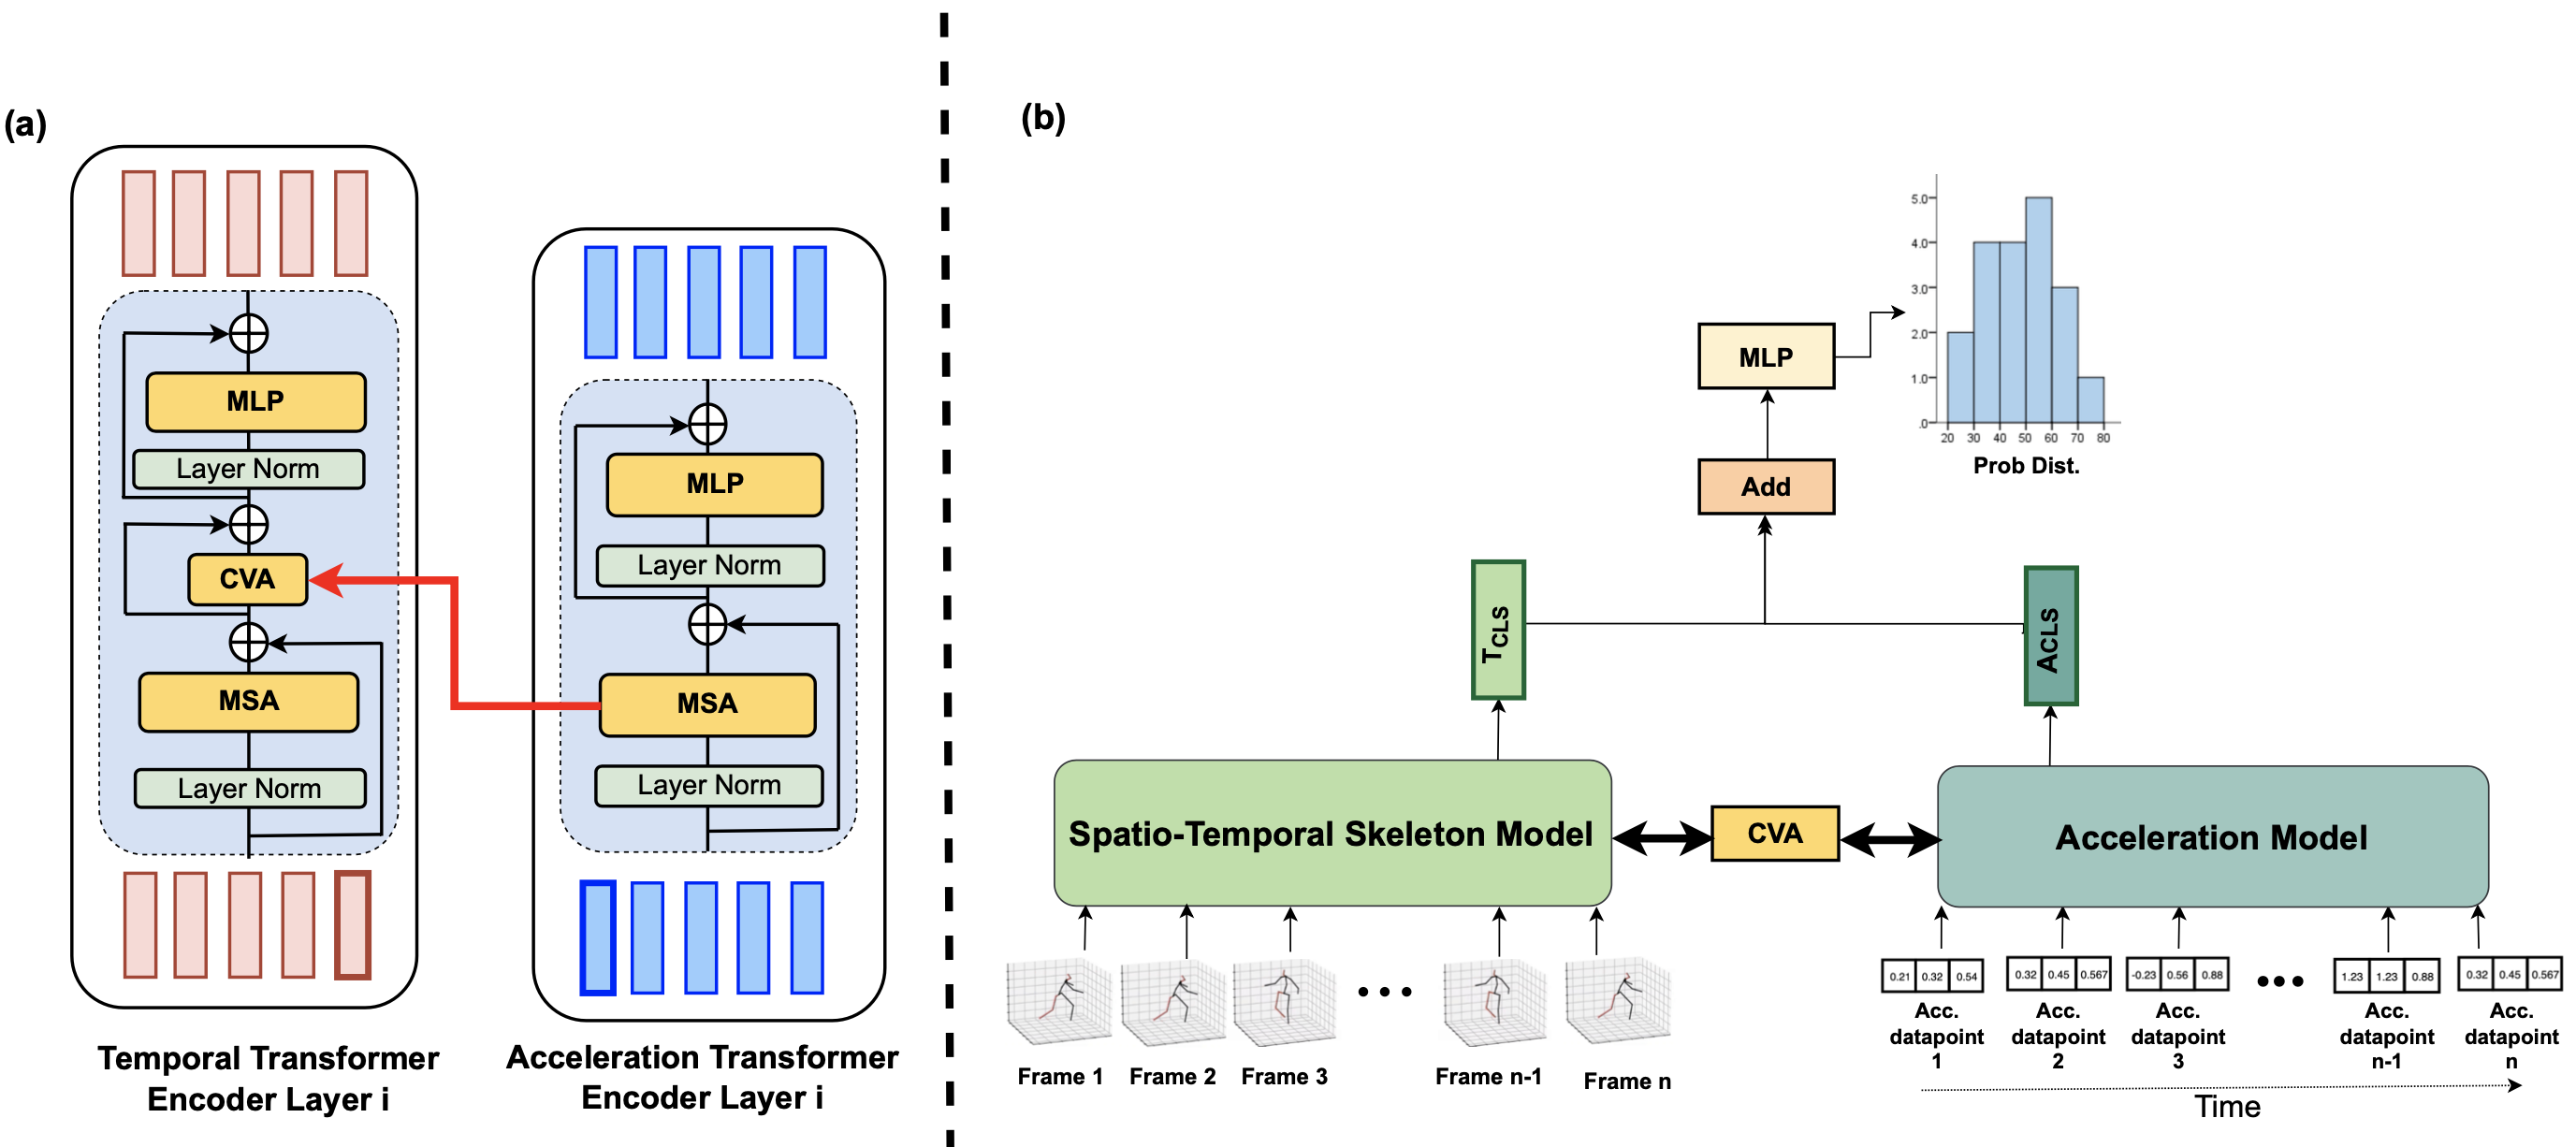 (a)
MLP
Layer Norm
CVA
MSA
Layer Norm
Temporal Transformer
Encoder Layer i
MLP
Layer Norm
MSA
Layer Norm
Acceleration Transformer
Encoder Layer i
(b)
5.0
4.0
3.0
2.0
1.0
.0
20 30 40 50 60 70 80
Prob Dist.
MLP
Add
TCLS
ACLS
Spatio-Temporal Skeleton Model
CVA
Acceleration Model
Frame 1
Frame 2
Frame 3
Frame n-1
Frame n
0.21 0.32 0.54
0.32 0.45 0.567
-0.23 0.56 0.88
1.23 1.23 0.88
0.32 0.45 0.567
Acc.
datapoint
1
Acc.
datapoint
2
Acc.
datapoint
3
Acc.
datapoint
n-1
Acc.
datapoint
n
Time